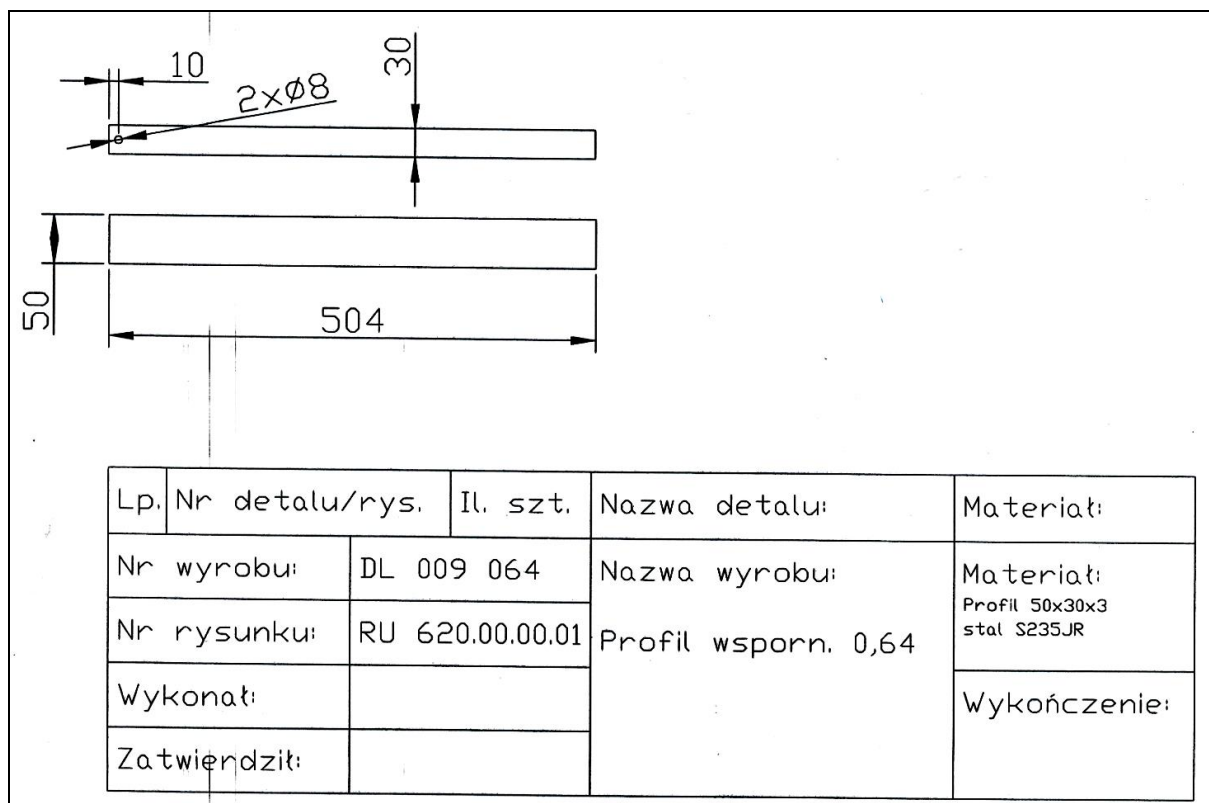 10
2xØ8
30
50
504
Lp. Nr detalu/rys. Il. szt. Nazwa detalu: Materiał:
Nr wyrobu: DL 009 064 Nazwa wyrobu: Materiał:
Profil 50x30x3
stal S235JR
Nr rysunku: RU 620.00.00.01 Profil wsporn. 0,64
Wykonał: Wykończenie:
Zatwierdził: